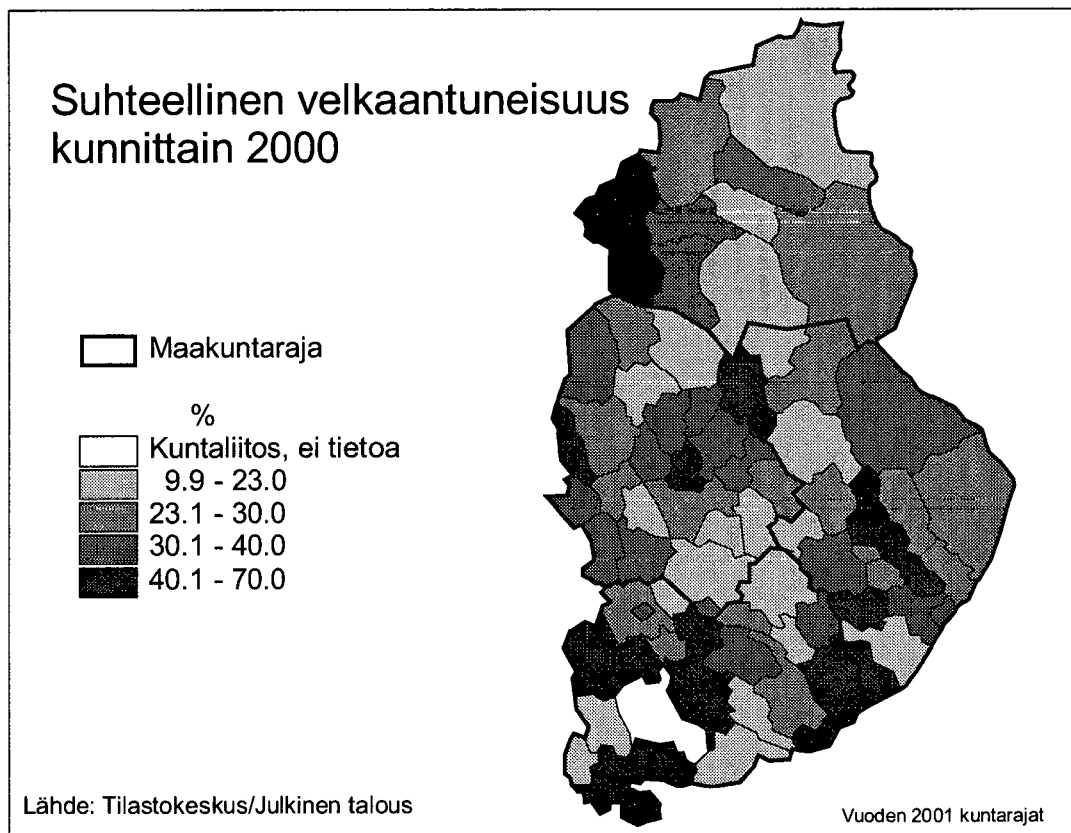 Suhteellinen velkaantuneisuus
kunnittain 2000
Maakuntaraja
%
Kuntaliitos, ei tietoa
9.9 - 23.0
23.1 - 30.0
30.1 - 40.0
40.1 - 70.0
Lähde: Tilastokeskus/Julkinen talous
Vuoden 2001 kuntarajat